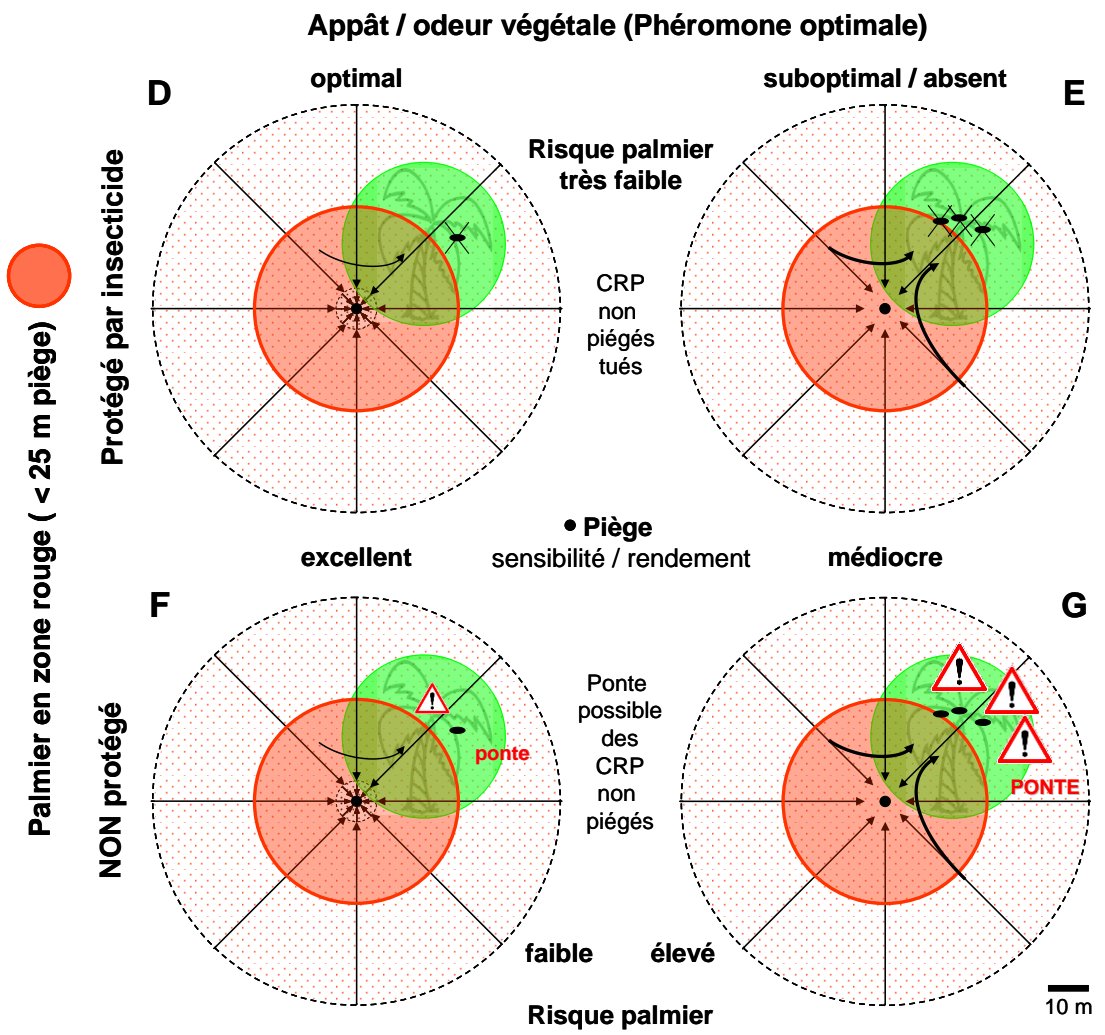 Appât / odeur végétale (Phéromone optimale)
D
optimal
suboptimal / absent
E
Risque palmier
très faible
CRP
non
piégés
tués
Palmier en zone rouge ( < 25 m piège)
Protégé par insecticide
Piège
excellent
sensibilité / rendement
médiocre
F
G
NON protégé
!
ponte
Ponte
possible
des
CRP
non
piégés
!
!
!
PONTE
faible
élevé
Risque palmier
10 m